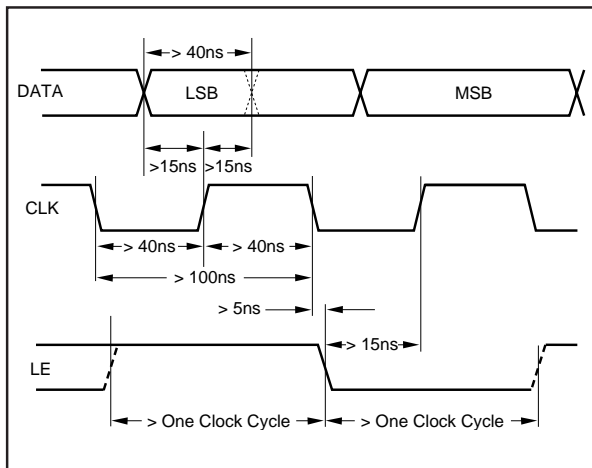 > 40ns
DATA
LSB
MSB
>15ns
>15ns
CLK
> 40ns
> 40ns
> 100ns
> 5ns
> 15ns
LE
> One Clock Cycle
> One Clock Cycle